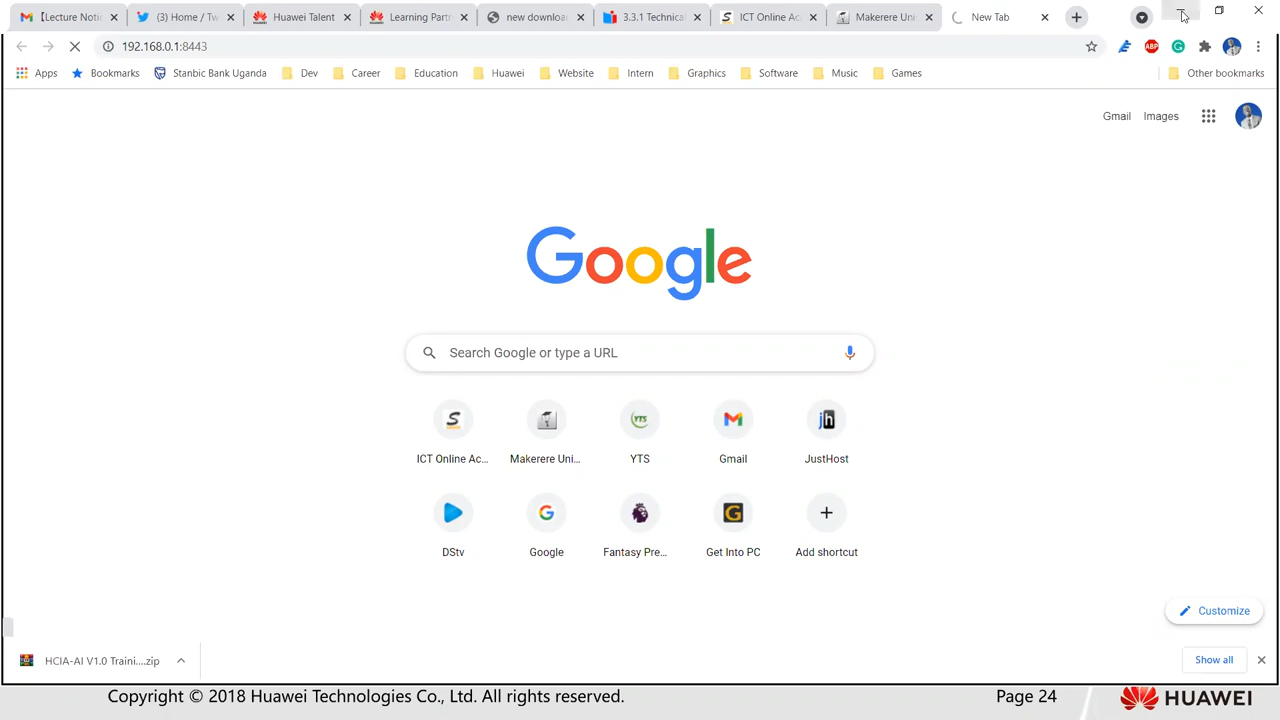 [Lecture Notic
(3) Home / Tw
Huawei Talent
Learning Partn
new downloa
3.3.1 Technica
ICT Online Ac
Makerere Uni
New Tab
192.168.0.1:8443
Apps
Bookmarks
Stanbic Bank Uganda
Dev
Career
Education
Huawei
Website
Intern
Graphics
Software
Music
Games
Other bookmarks
ABP
Gmail
Images
Google
Search Google or type a URL
ICT Online Ac...
Makerere Uni...
YTS
YTS
Gmail
jh
JustHost
DStv
Google
Fantasy Pre...
Get Into PC
Add shortcut
Customize
HCIA-AI V1.0 Traini....zip
Show all
Copyright © 2018 Huawei Technologies Co., Ltd. All rights reserved.
Page 24
HUAWEI